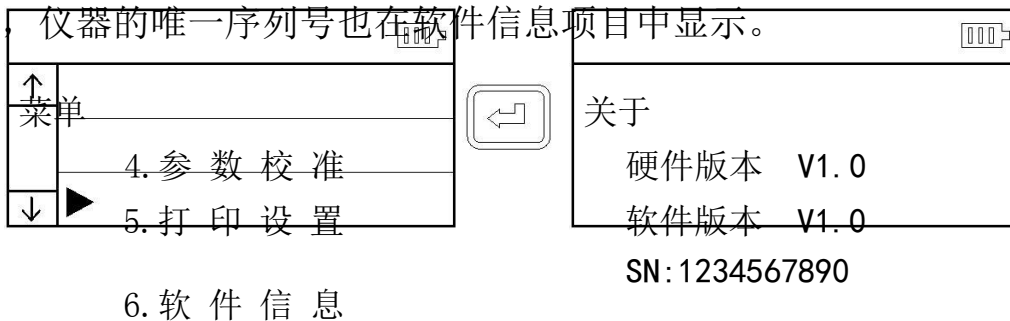 ，仪器的唯一序列号也在软件信息项目中显示。
菜单
4.参 数 校 准
5.打 印 设 置
6.软 件 信 息
关于
硬件版本 V1.0
软件版本 V1.0
SN:1234567890